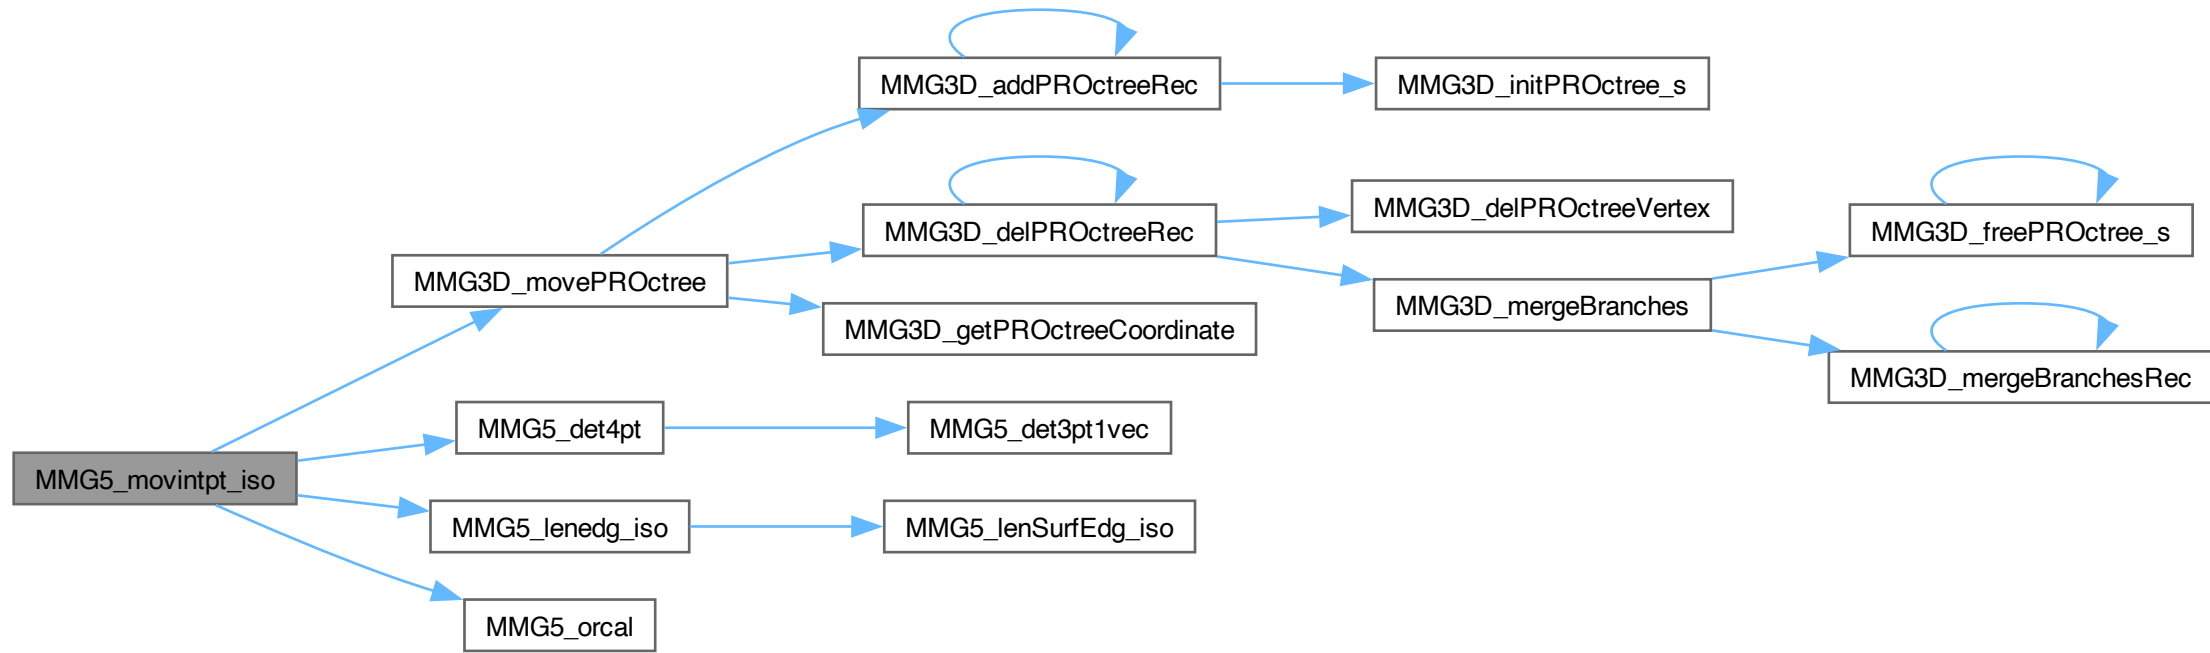 MMG3D_addPROctreeRec
MMG3D_initPROctree_s
MMG3D_delPROctreeRec
MMG3D_delPROctreeVertex
MMG3D_freePROctree_s
MMG3D_movePROctree
MMG3D_mergeBranches
MMG3D_getPROctreeCoordinate
MMG3D_mergeBranchesRec
MMG5_det4pt
MMG5_det3pt1vec
MMG5_movintpt_iso
MMG5_lenedg_iso
MMG5_lenSurfEdg_iso
MMG5_orcal